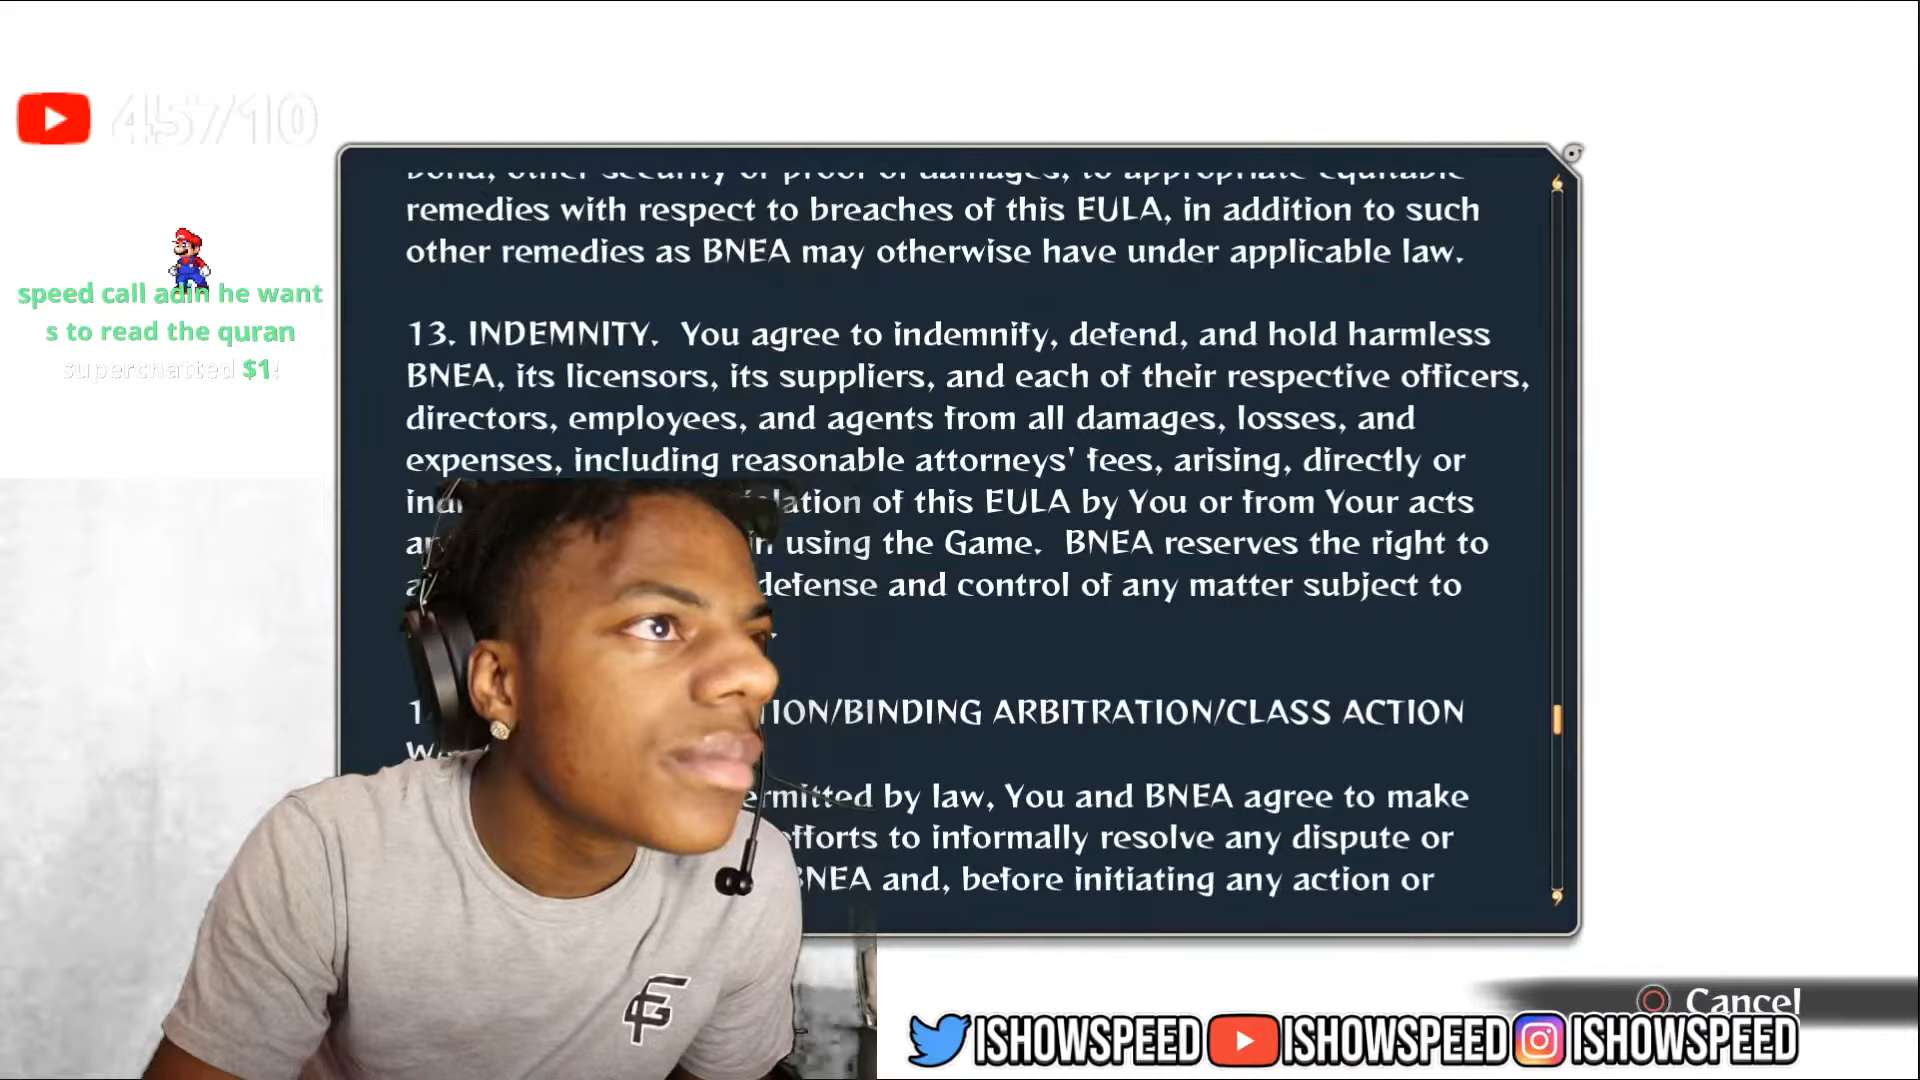 457/10
speed call adin he want
s to read the quran
superchatted $1!
remedies with respect to breaches of this EULA, in addition to such
other remedies as BNEA may otherwise have under applicable law.
13. INDEMNITY. You agree to indemnify, defend, and hold harmless
BNEA, its licensors, its suppliers, and each of their respective officers,
directors, employees, and agents from all damages, losses, and
expenses, including reasonable attorneys' fees, arising, directly or
of this EULA by You or from Your acts
using the Game. BNEA reserves the right to
defense and control of any matter subject to
/BINDING ARBITRATION/CLASS ACTION
by law, You and BNEA agree to make
efforts to informally resolve any dispute or
BNEA and, before initiating any action or
Cancel
ISHOWSPEED ISHOWSPEED ISHOWSPEED